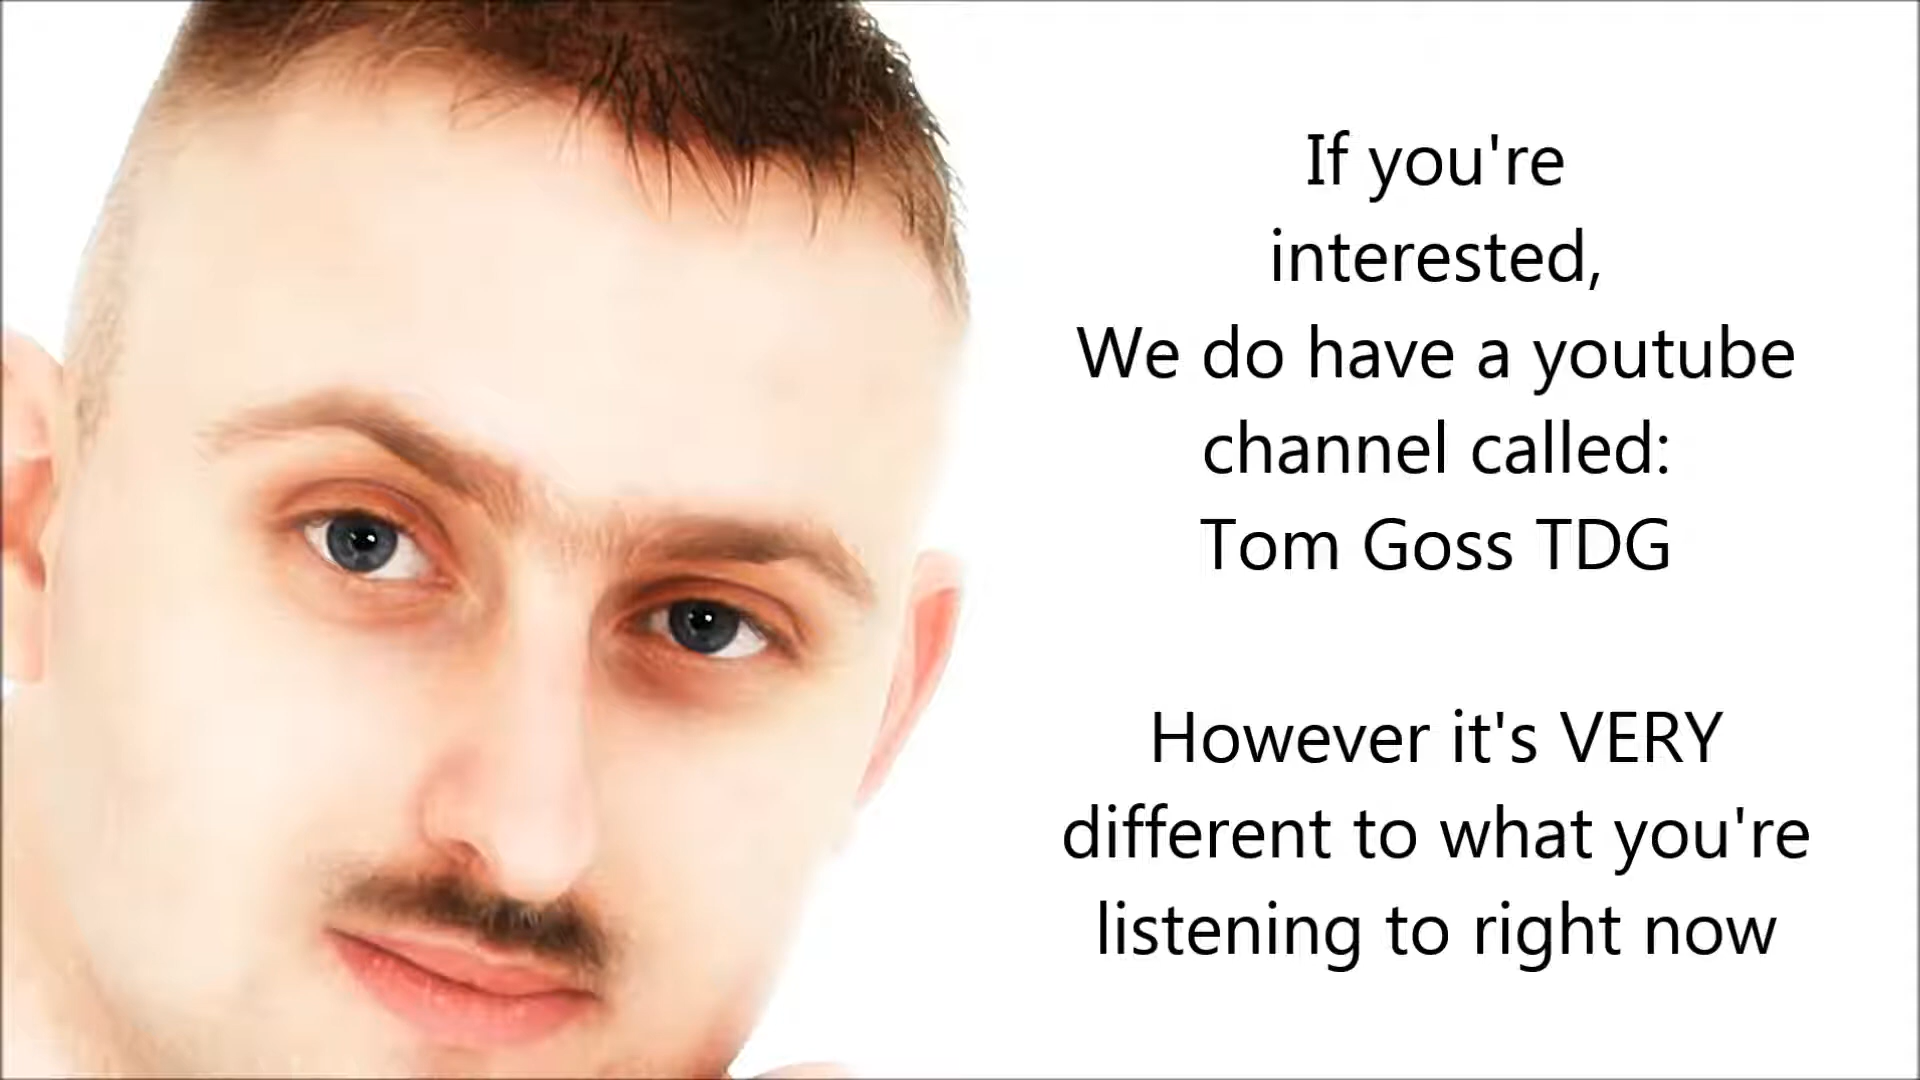 If you're
interested,
We do have a youtube
channel called:
Tom Goss TDG
However it's VERY
different to what you're
listening to right now